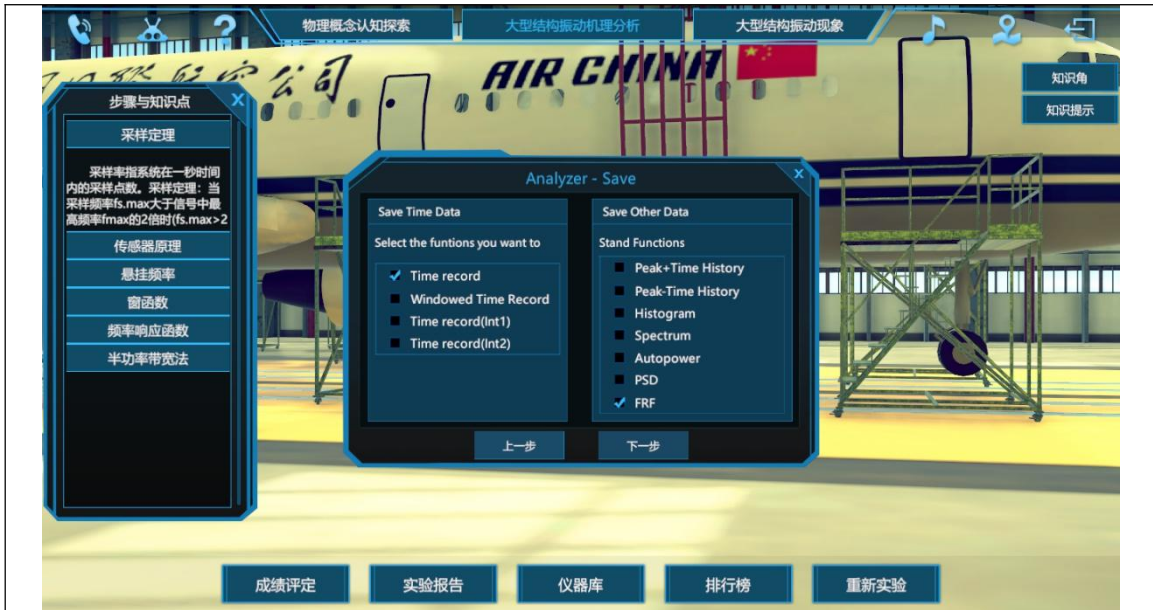 物理概念认知探索
大型结构振动机理分析
大型结构振动现象
航空公司
AIR CHINA
知识角
知识提示
步骤与知识点
X
采样定理
采样率指系统在一秒时间
内的采样点数。采样定理：当
采样频率fs.max大于信号中最
高频率fmax的2倍时(fs.max>2
传感器原理
悬挂频率
窗函数
频率响应函数
半功率带宽法
Analyzer - Save
X
Save Time Data
Select the funtions you want to
Time record
Windowed Time Record
Time record(Int1)
Time record(Int2)
Save Other Data
Stand Functions
Peak+Time History
Peak-Time History
Histogram
Spectrum
Autopower
PSD
FRF
上一步
下一步
成绩评定
实验报告
仪器库
排行榜
重新实验